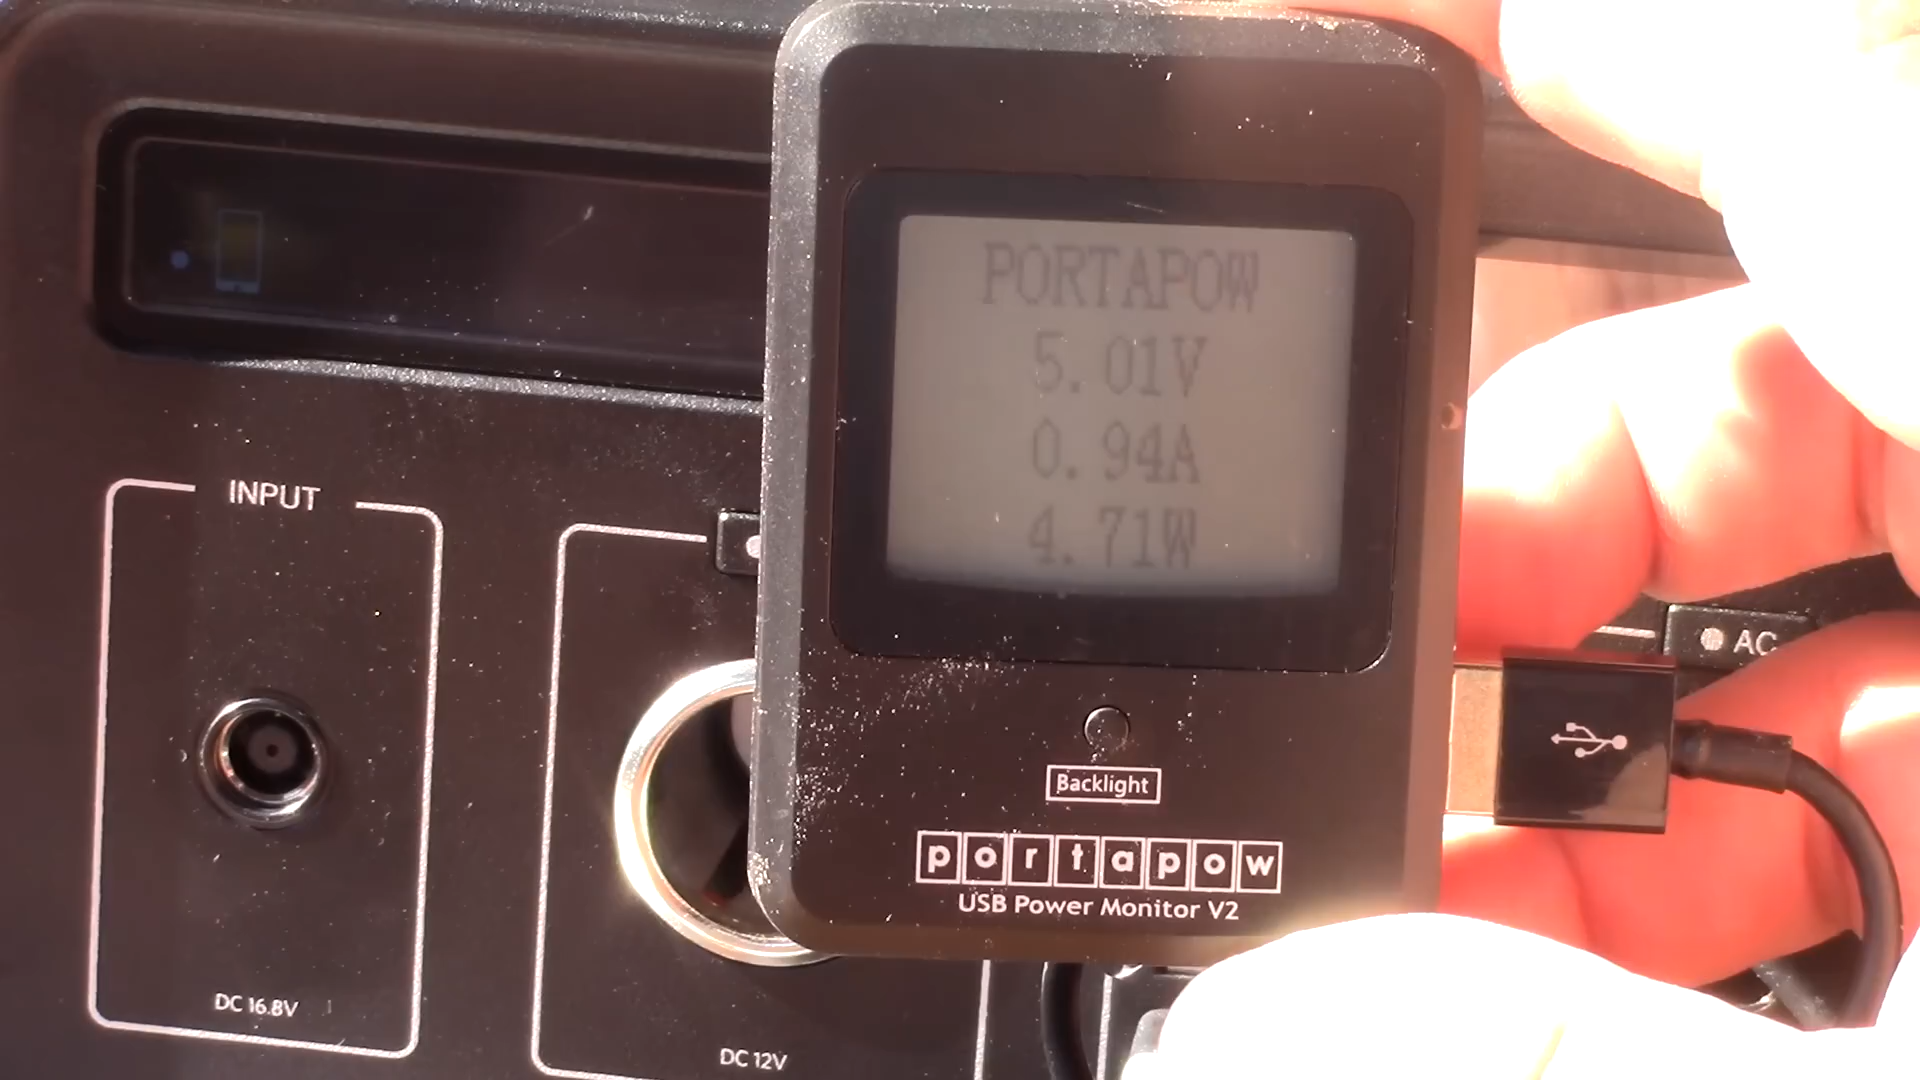 PORTAPOW
5.01V
0.94A
4.71W
INPUT
AC
Backlight
portapow
USB Power Monitor V2
DC 16.8V
DC 12V